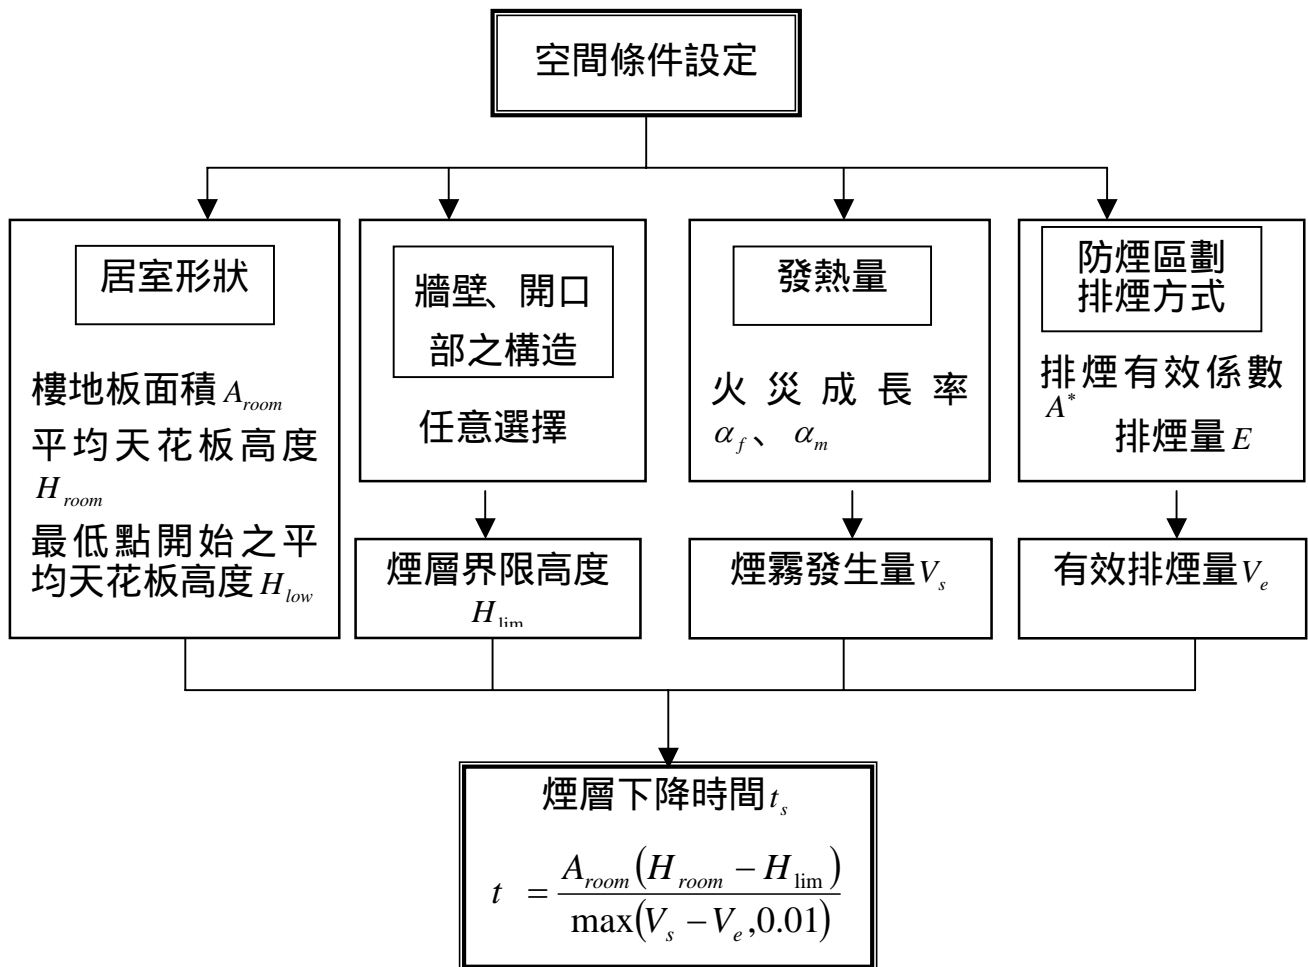 空間條件設定
居室形狀
樓地板面積 A_room
平均天花板高度
H_room
最低點開始之平
均天花板高度 H_low
牆壁、開口
部之構造
任意選擇
煙層界限高度
H_lim
發熱量
火災成長率
α_f、α_m
煙霧發生量 V_s
防煙區劃
排煙方式
排煙有效係數
A*
排煙量 E
有效排煙量 V_e
煙層下降時間 t_s
t = A_room(H_room − H_lim) / max(V_s − V_e, 0.01)